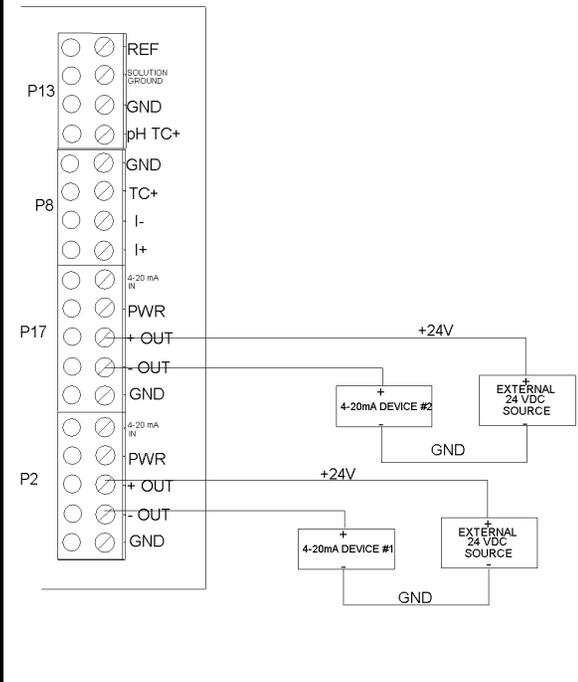 P13
REF
SOLUTION
GROUND
GND
pH TC+
P8
GND
TC+
I-
I+
P17
4-20 mA
IN
PWR
+ OUT
+24V
- OUT
GND
+
4-20mA DEVICE #2
-
+
EXTERNAL
24 VDC
SOURCE
-
GND
P2
4-20 mA
IN
PWR
+ OUT
+24V
- OUT
GND
+
4-20mA DEVICE #1
-
+
EXTERNAL
24 VDC
SOURCE
-
GND